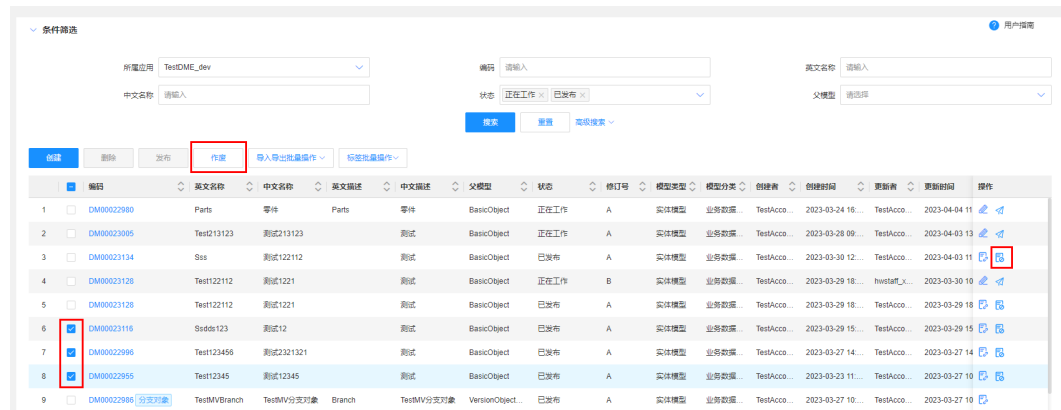 条件筛选
用户指南
所属应用 TestDME_dev 编码 请输入 英文名称 请输入
中文名称 请输入 状态 正在工作 × 已发布 × 父模型 请选择
搜索 重置 高级搜索
创建 删除 发布 作废 导入导出批量操作 标签批量操作
编码 英文名称 中文名称 英文描述 中文描述 父模型 状态 修订号 模型类型 模型分类 创建者 创建时间 更新者 更新时间 操作
1 DM00022980 Parts 零件 Parts 零件 BasicObject 正在工作 A 实体模型 业务数据... TestAcco... 2023-03-24 16:... TestAcco... 2023-04-04 11
2 DM00023005 Test213123 测试213123 测试 BasicObject 正在工作 A 实体模型 业务数据... TestAcco... 2023-03-28 09:... TestAcco... 2023-04-03 13
3 DM00023134 Sss 测试122112 测试 BasicObject 已发布 A 实体模型 业务数据... TestAcco... 2023-03-30 12:... TestAcco... 2023-04-03 11
4 DM00023128 Test122112 测试1221 测试 BasicObject 正在工作 B 实体模型 业务数据... TestAcco... 2023-03-29 18:... hwstaff_x... 2023-03-30 10
5 DM00023128 Test122112 测试1221 测试 BasicObject 已发布 A 实体模型 业务数据... TestAcco... 2023-03-29 18:... TestAcco... 2023-03-29 18
6 DM00023116 Ssdds123 测试12 测试 BasicObject 已发布 A 实体模型 业务数据... TestAcco... 2023-03-29 15:... TestAcco... 2023-03-29 15
7 DM00022996 Test123456 测试2321321 测试 BasicObject 已发布 A 实体模型 业务数据... TestAcco... 2023-03-27 14:... TestAcco... 2023-03-27 14
8 DM00022955 Test12345 测试12345 测试 BasicObject 已发布 A 实体模型 业务数据... TestAcco... 2023-03-23 11:... TestAcco... 2023-03-27 10
9 DM00022986 分支对象 TestMVBranch TestMV分支对象 Branch TestMV分支对象 VersionObject... 已发布 A 实体模型 业务数据... TestAcco... 2023-03-27 10:... TestAcco... 2023-03-27 10